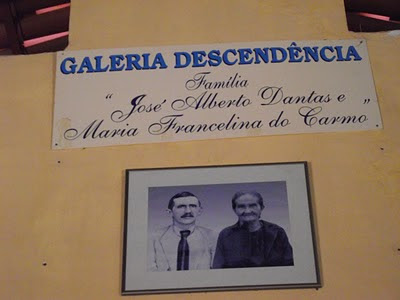 GALERIA DESCENDÊNCIA
Família
"José Alberto Dantas e
Maria Francelina do Carmo"